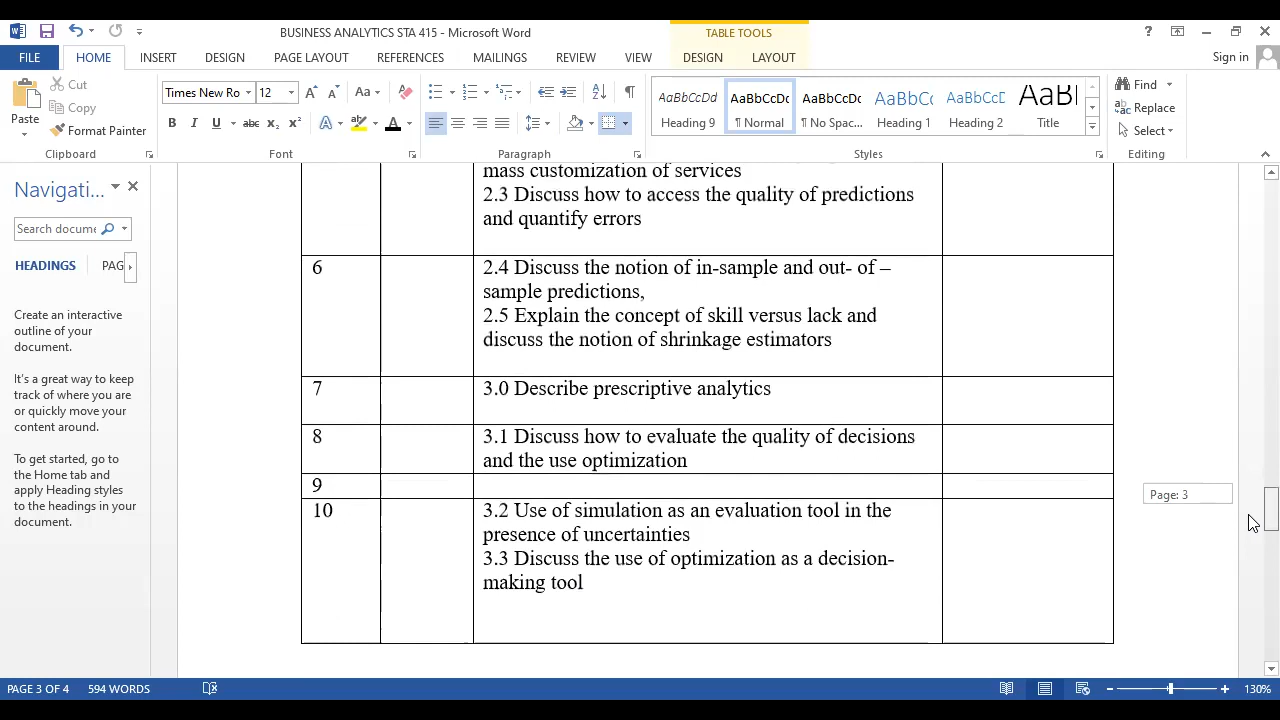 BUSINESS ANALYTICS STA 415 - Microsoft Word
TABLE TOOLS
?
FILE HOME INSERT DESIGN PAGE LAYOUT REFERENCES MAILINGS REVIEW VIEW DESIGN LAYOUT Sign in
Cut
Copy
Format Painter
Paste
Times New Ro 12
Aa
B I U abc x₂ x² A A
AaBbCcDd AaBbCcDc AaBbCcDc AaBbCc AaBbCcD AaBl
Heading 9 ¶ Normal ¶ No Spac... Heading 1 Heading 2 Title
Find
Replace
Select
Clipboard Font Paragraph Styles Editing
Navigati...
Search docume
HEADINGS PAG
Create an interactive
outline of your
document.
It's a great way to keep
track of where you are
or quickly move your
content around.
To get started, go to
the Home tab and
apply Heading styles
to the headings in your
document.
mass customization of services
2.3 Discuss how to access the quality of predictions
and quantify errors
6
2.4 Discuss the notion of in-sample and out- of –
sample predictions,
2.5 Explain the concept of skill versus lack and
discuss the notion of shrinkage estimators
7
3.0 Describe prescriptive analytics
8
3.1 Discuss how to evaluate the quality of decisions
and the use optimization
9
10
3.2 Use of simulation as an evaluation tool in the
presence of uncertainties
3.3 Discuss the use of optimization as a decision-
making tool
Page: 3
PAGE 3 OF 4 594 WORDS 130%